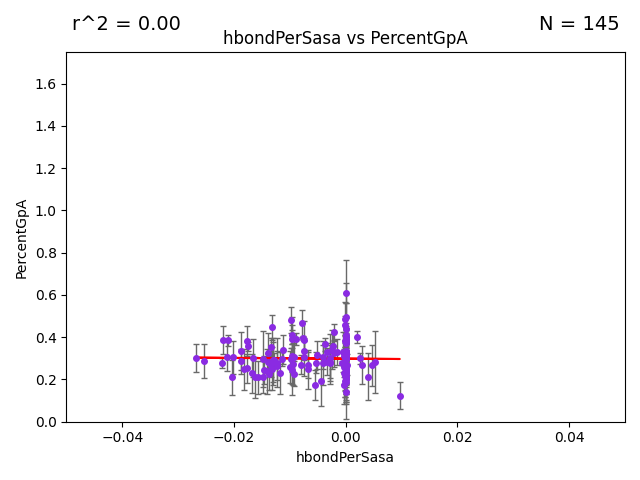 r^2 = 0.00
N = 145
hbondPerSasa vs PercentGpA
1.6
1.4
1.2
1.0
0.8
0.6
0.4
0.2
0.0
PercentGpA
−0.04
−0.02
0.00
0.02
0.04
hbondPerSasa